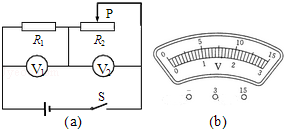 P
R₁ R₂
V₁ V₂
S
(a)
0 5 10 15
0 1 2 3
V
- 3 15
(b)